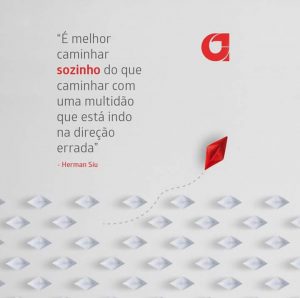 “É melhor
caminhar
sozinho do que
caminhar com
uma multidão
que está indo
na direção
errada”
- Herman Siu